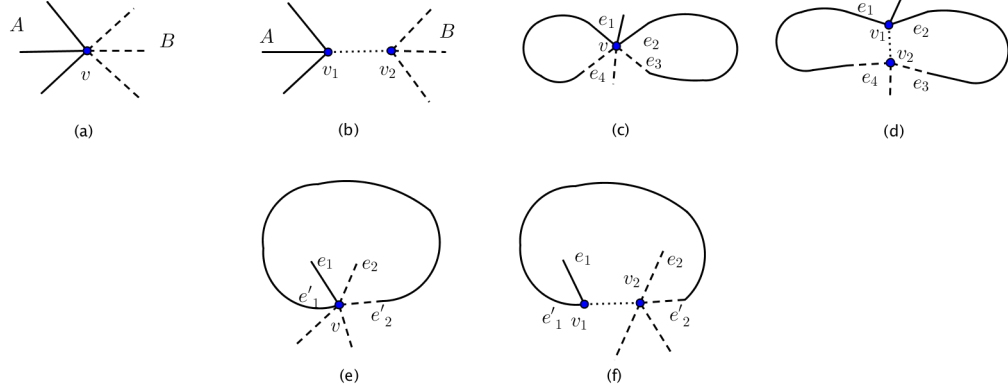 A
B
v
(a)
A
B
v₁
v₂
(b)
e₁
e₂
v
e₃
e₄
(c)
e₁
v₁
e₂
v₂
e₄
e₃
(d)
e₁
e₂
e′₁
e′₂
v
(e)
e₁
e₂
v₂
e′₁
v₁
e′₂
(f)